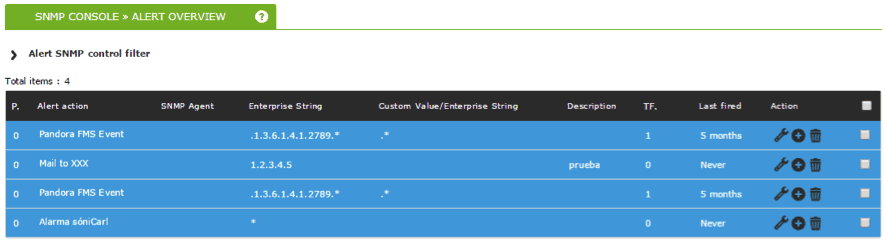 SNMP CONSOLE » ALERT OVERVIEW ?
Alert SNMP control filter
Total items : 4
P. Alert action SNMP Agent Enterprise String Custom Value/Enterprise String Description TF. Last fired Action
0 Pandora FMS Event .1.3.6.1.4.1.2789.* .* 1 5 months
0 Mail to XXX 1.2.3.4.5 prueba 0 Never
0 Pandora FMS Event .1.3.6.1.4.1.2789.* .* 1 5 months
0 Alarma sóniCarl * 0 Never